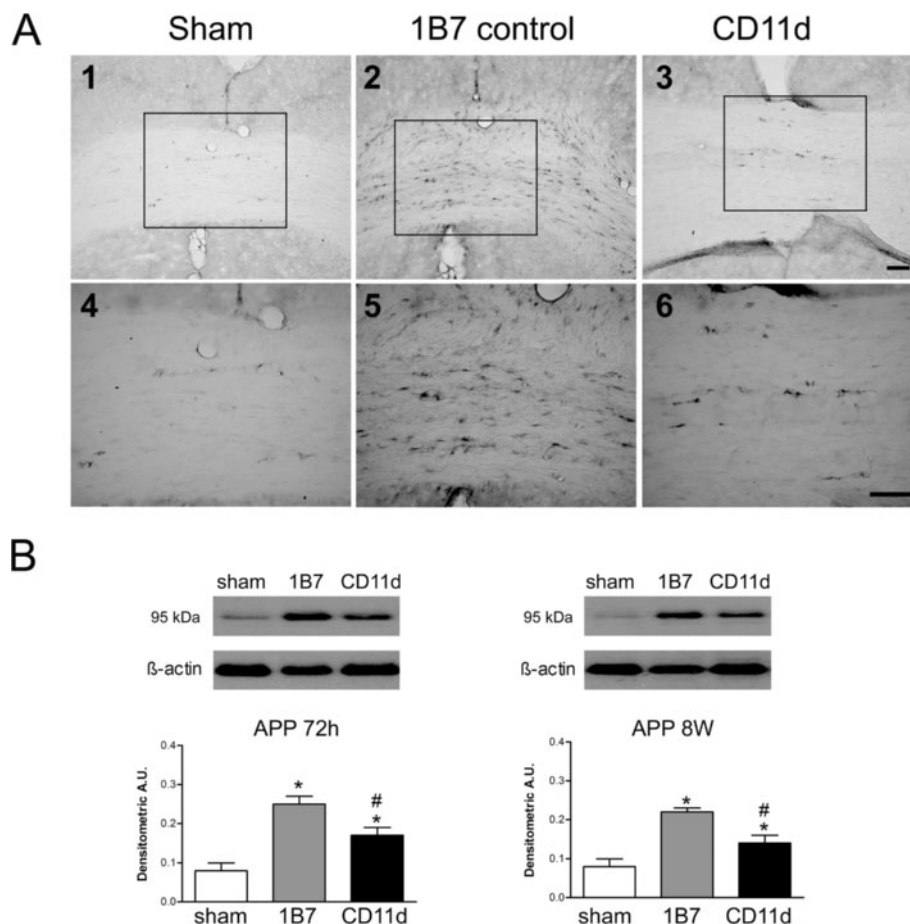 A
Sham 1B7 control CD11d
1 2 3
4 5 6
B
sham 1B7 CD11d
95 kDa
ß-actin
sham 1B7 CD11d
95 kDa
ß-actin
APP 72h
Densitometric A.U.
0.4
0.3
0.2
0.1
0.0
*
#
*
sham 1B7 CD11d
APP 8W
Densitometric A.U.
0.4
0.3
0.2
0.1
0.0
*
#
*
sham 1B7 CD11d